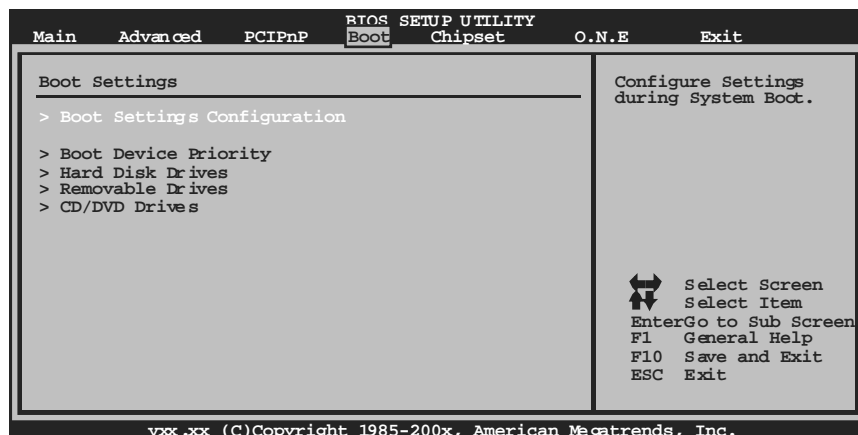 BIOS SETUP UTILITY
Main Advanced PCIPnP Boot Chipset O.N.E Exit
Boot Settings
> Boot Settings Configuration
> Boot Device Priority
> Hard Disk Drives
> Removable Drives
> CD/DVD Drives
Configure Settings
during System Boot.
Select Screen
Select Item
EnterGo to Sub Screen
F1 General Help
F10 Save and Exit
ESC Exit
vxx.xx (C)Copyright 1985-200x, American Megatrends, Inc.